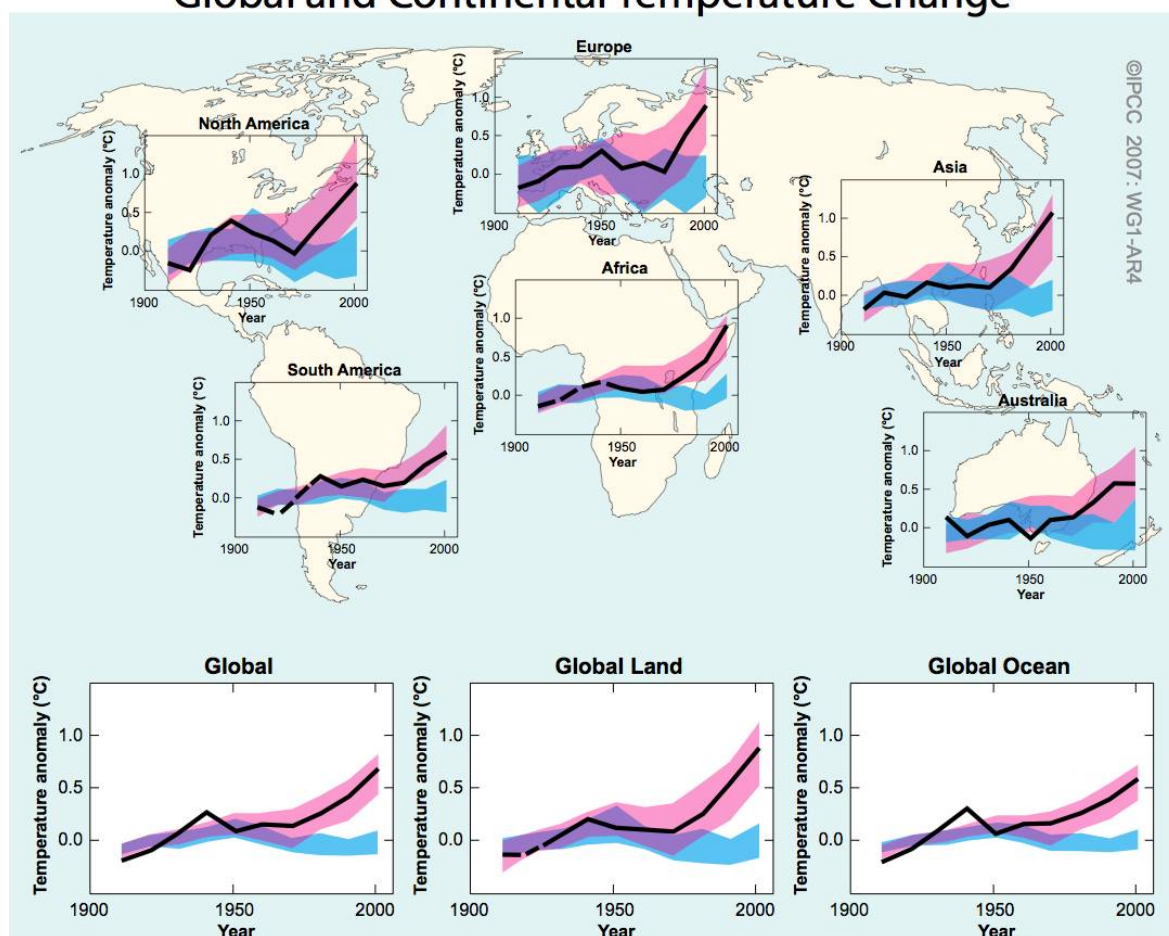 Global and Continental Temperature Change
©IPCC 2007: WG1-AR4
Europe
Temperature anomaly (°C)
1.0
0.5
0.0
1900
1950
2000
Year
North America
Temperature anomaly (°C)
1.0
0.5
0.0
1900
1950
2000
Year
Asia
Temperature anomaly (°C)
1.0
0.5
0.0
1900
1950
2000
Year
Africa
Temperature anomaly (°C)
1.0
0.5
0.0
1900
1950
2000
Year
South America
Temperature anomaly (°C)
1.0
0.5
0.0
1900
1950
2000
Year
Australia
Temperature anomaly (°C)
1.0
0.5
0.0
1900
1950
2000
Year
Global
Temperature anomaly (°C)
1.0
0.5
0.0
1900
1950
2000
Year
Global Land
Temperature anomaly (°C)
1.0
0.5
0.0
1900
1950
2000
Year
Global Ocean
Temperature anomaly (°C)
1.0
0.5
0.0
1900
1950
2000
Year